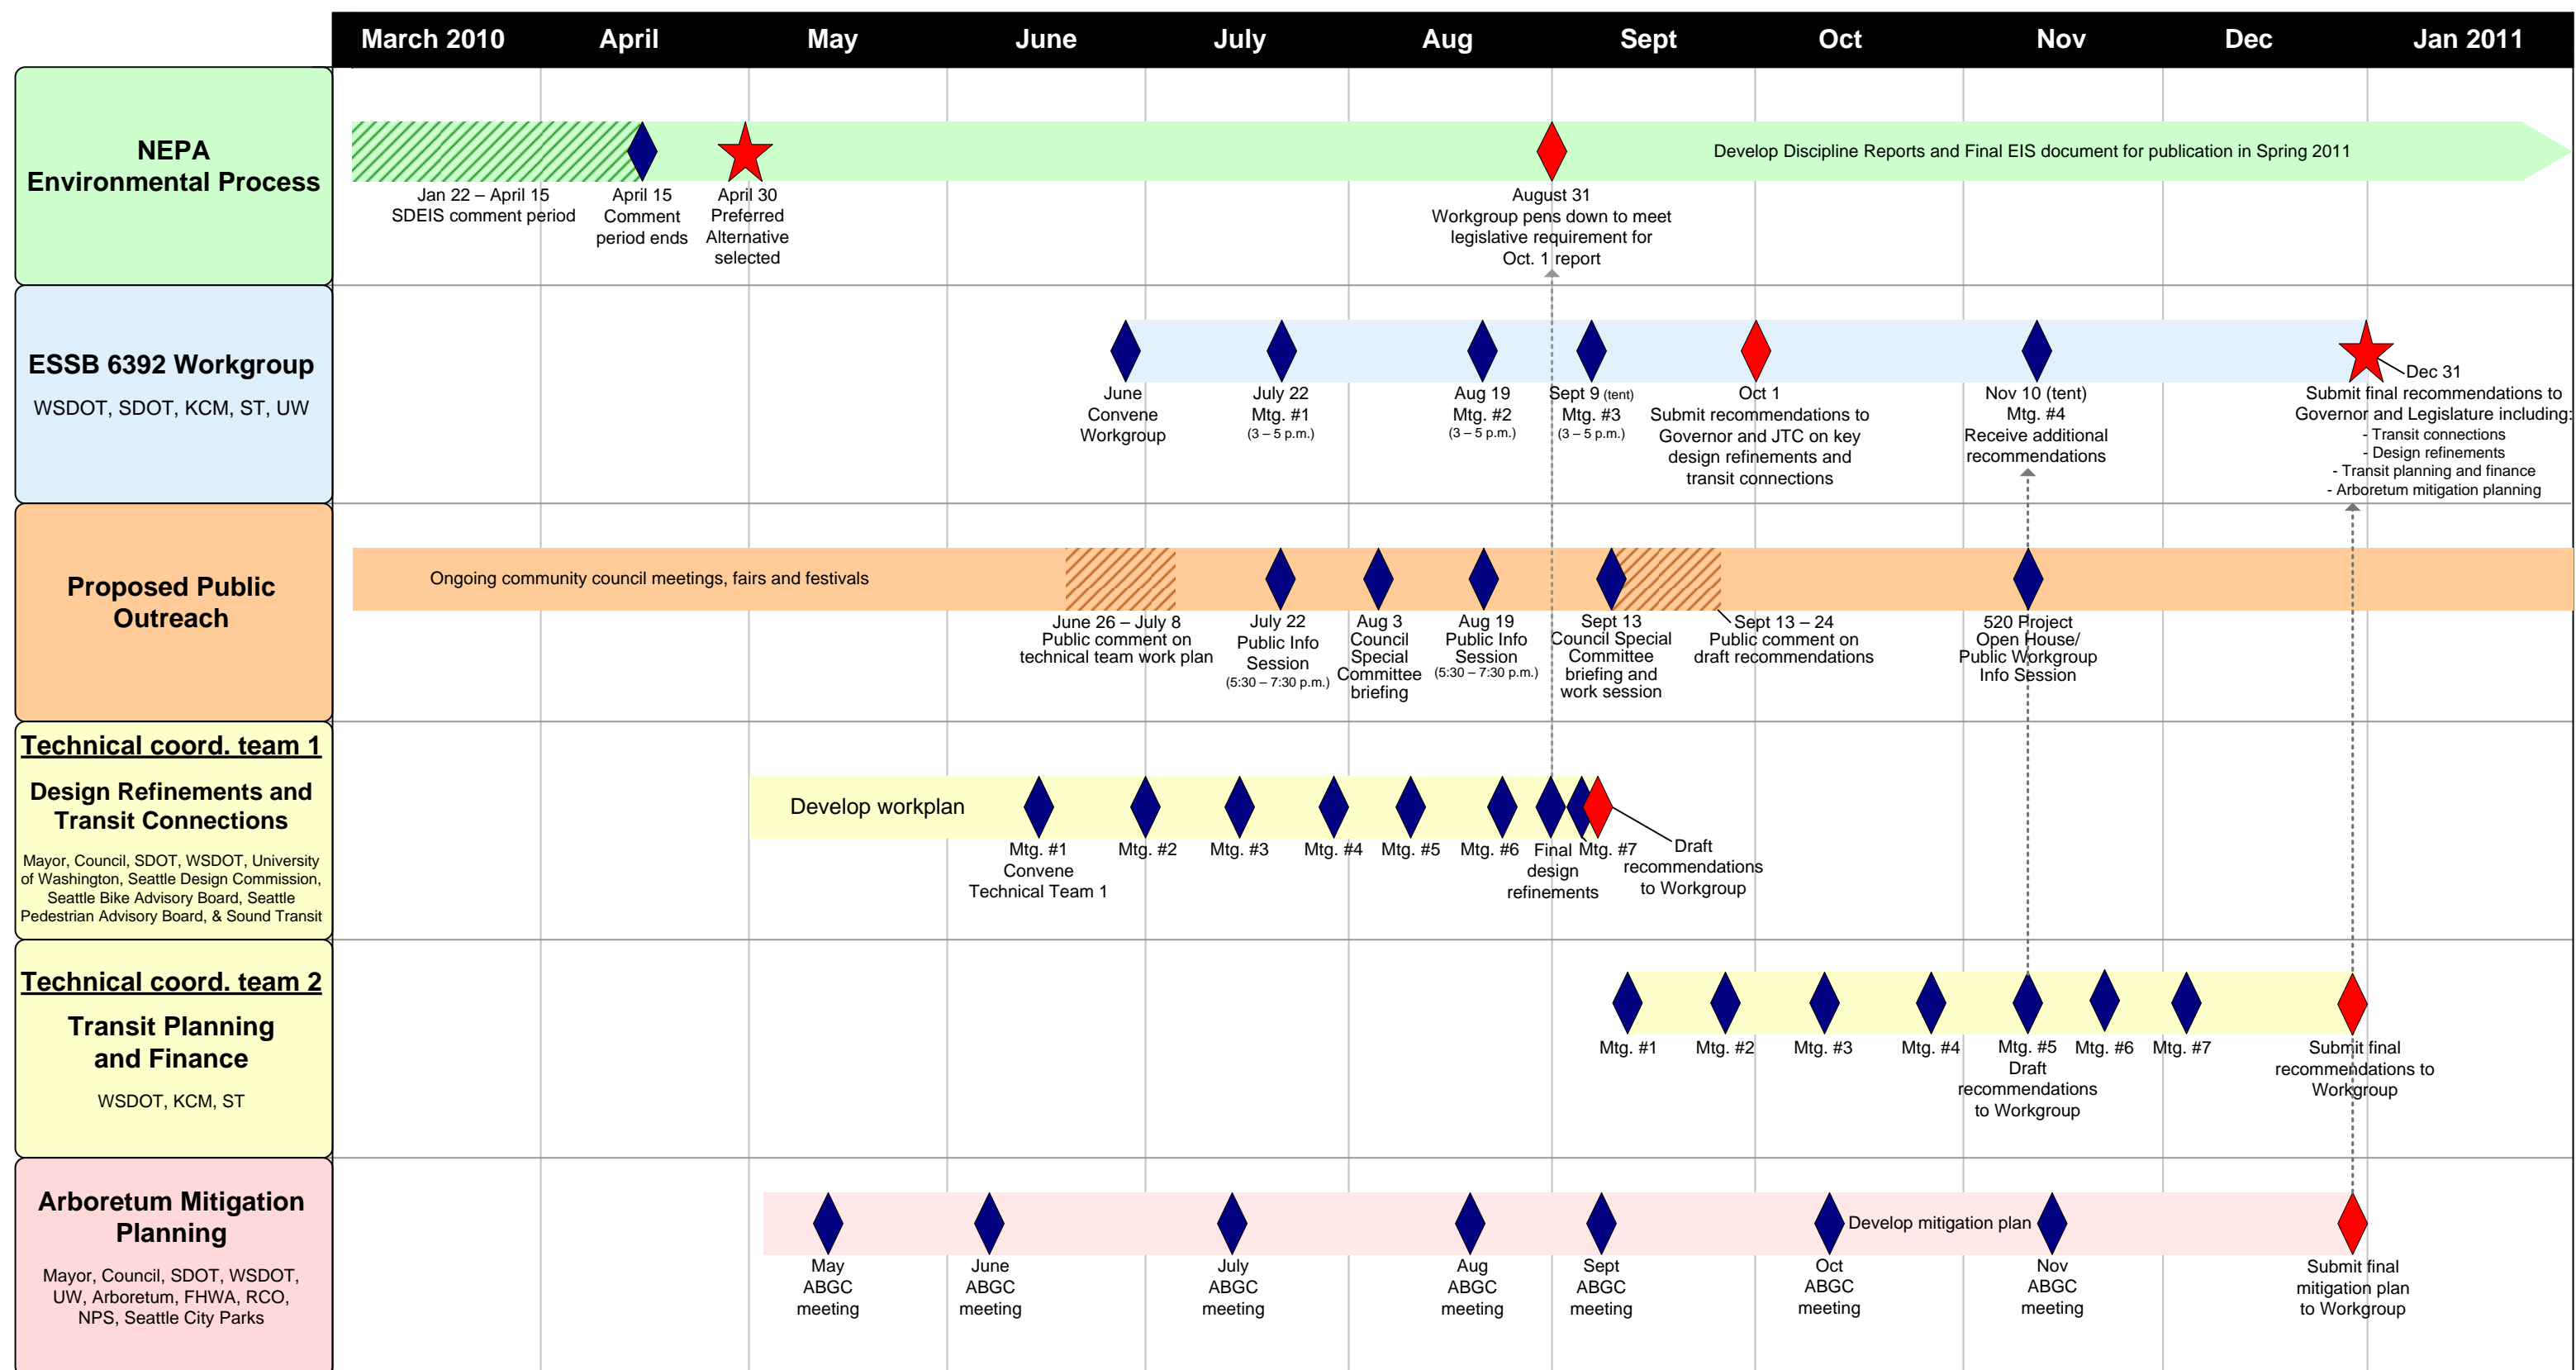 March 2010 April May June July Aug Sept Oct Nov Dec Jan 2011
NEPA
Environmental Process
Develop Discipline Reports and Final EIS document for publication in Spring 2011
Jan 22 – April 15
SDEIS comment period
April 15
Comment
period ends
April 30
Preferred
Alternative
selected
August 31
Workgroup pens down to meet
legislative requirement for
Oct. 1 report
ESSB 6392 Workgroup
WSDOT, SDOT, KCM, ST, UW
June
Convene
Workgroup
July 22
Mtg. #1
(3 – 5 p.m.)
Aug 19
Mtg. #2
(3 – 5 p.m.)
Sept 9 (tent)
Mtg. #3
(3 – 5 p.m.)
Oct 1
Submit recommendations to
Governor and JTC on key
design refinements and
transit connections
Nov 10 (tent)
Mtg. #4
Receive additional
recommendations
Dec 31
Submit final recommendations to
Governor and Legislature including:
- Transit connections
- Design refinements
- Transit planning and finance
- Arboretum mitigation planning
Proposed Public
Outreach
Ongoing community council meetings, fairs and festivals
June 26 – July 8
Public comment on
technical team work plan
July 22
Public Info
Session
(5:30 – 7:30 p.m.)
Aug 3
Council
Special
Committee
briefing
Aug 19
Public Info
Session
(5:30 – 7:30 p.m.)
Sept 13
Council Special
Committee
briefing and
work session
Sept 13 – 24
Public comment on
draft recommendations
520 Project
Open House/
Public Workgroup
Info Session
Technical coord. team 1
Design Refinements and
Transit Connections
Mayor, Council, SDOT, WSDOT, University
of Washington, Seattle Design Commission,
Seattle Bike Advisory Board, Seattle
Pedestrian Advisory Board, & Sound Transit
Develop workplan
Mtg. #1
Convene
Technical Team 1
Mtg. #2
Mtg. #3
Mtg. #4
Mtg. #5
Mtg. #6
Final
design
refinements
Mtg. #7
Draft
recommendations
to Workgroup
Technical coord. team 2
Transit Planning
and Finance
WSDOT, KCM, ST
Mtg. #1
Mtg. #2
Mtg. #3
Mtg. #4
Mtg. #5
Draft
recommendations
to Workgroup
Mtg. #6
Mtg. #7
Submit final
recommendations to
Workgroup
Arboretum Mitigation
Planning
Mayor, Council, SDOT, WSDOT,
UW, Arboretum, FHWA, RCO,
NPS, Seattle City Parks
Develop mitigation plan
May
ABGC
meeting
June
ABGC
meeting
July
ABGC
meeting
Aug
ABGC
meeting
Sept
ABGC
meeting
Oct
ABGC
meeting
Nov
ABGC
meeting
Submit final
mitigation plan
to Workgroup